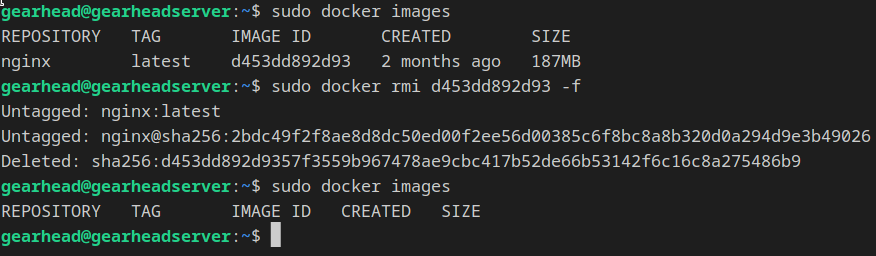 gearhead@gearheadserver:~$ sudo docker images
REPOSITORY   TAG       IMAGE ID       CREATED        SIZE
nginx        latest    d453dd892d93   2 months ago   187MB
gearhead@gearheadserver:~$ sudo docker rmi d453dd892d93 -f
Untagged: nginx:latest
Untagged: nginx@sha256:2bdc49f2f8ae8d8dc50ed00f2ee56d00385c6f8bc8a8b320d0a294d9e3b49026
Deleted: sha256:d453dd892d9357f3559b967478ae9cbc417b52de66b53142f6c16c8a275486b9
gearhead@gearheadserver:~$ sudo docker images
REPOSITORY   TAG       IMAGE ID   CREATED   SIZE
gearhead@gearheadserver:~$